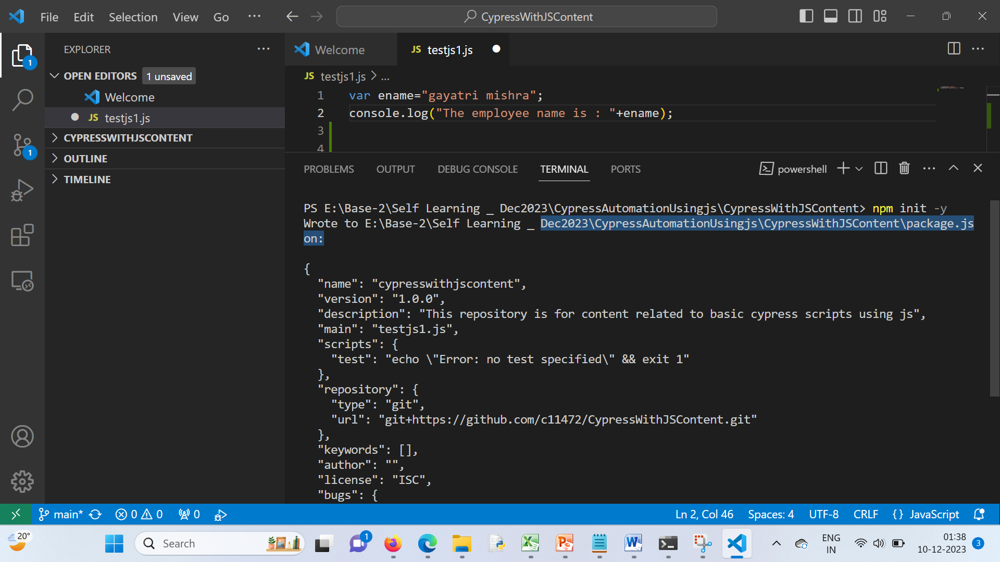 File Edit Selection View Go ...
CypressWithJSContent
EXPLORER
OPEN EDITORS 1 unsaved
Welcome
JS testjs1.js
CYPRESSWITHJSCONTENT
OUTLINE
TIMELINE
1
1
Welcome JS testjs1.js
JS testjs1.js > ...
1 var ename="gayatri mishra";
2 console.log("The employee name is : "+ename);
3
4
PROBLEMS OUTPUT DEBUG CONSOLE TERMINAL PORTS powershell
PS E:\Base-2\Self Learning _ Dec2023\CypressAutomationUsingjs\CypressWithJSContent> npm init -y
Wrote to E:\Base-2\Self Learning _ Dec2023\CypressAutomationUsingjs\CypressWithJSContent\package.js
on:
{
"name": "cypresswithjscontent",
"version": "1.0.0",
"description": "This repository is for content related to basic cypress scripts using js",
"main": "testjs1.js",
"scripts": {
"test": "echo \"Error: no test specified\" && exit 1"
},
"repository": {
"type": "git",
"url": "git+https://github.com/c11472/CypressWithJSContent.git"
},
"keywords": [],
"author": "",
"license": "ISC",
"bugs": {
main* 0 0 0 Ln 2, Col 46 Spaces: 4 UTF-8 CRLF {} JavaScript
20° Search 1 ENG 01:38
IN 10-12-2023 3